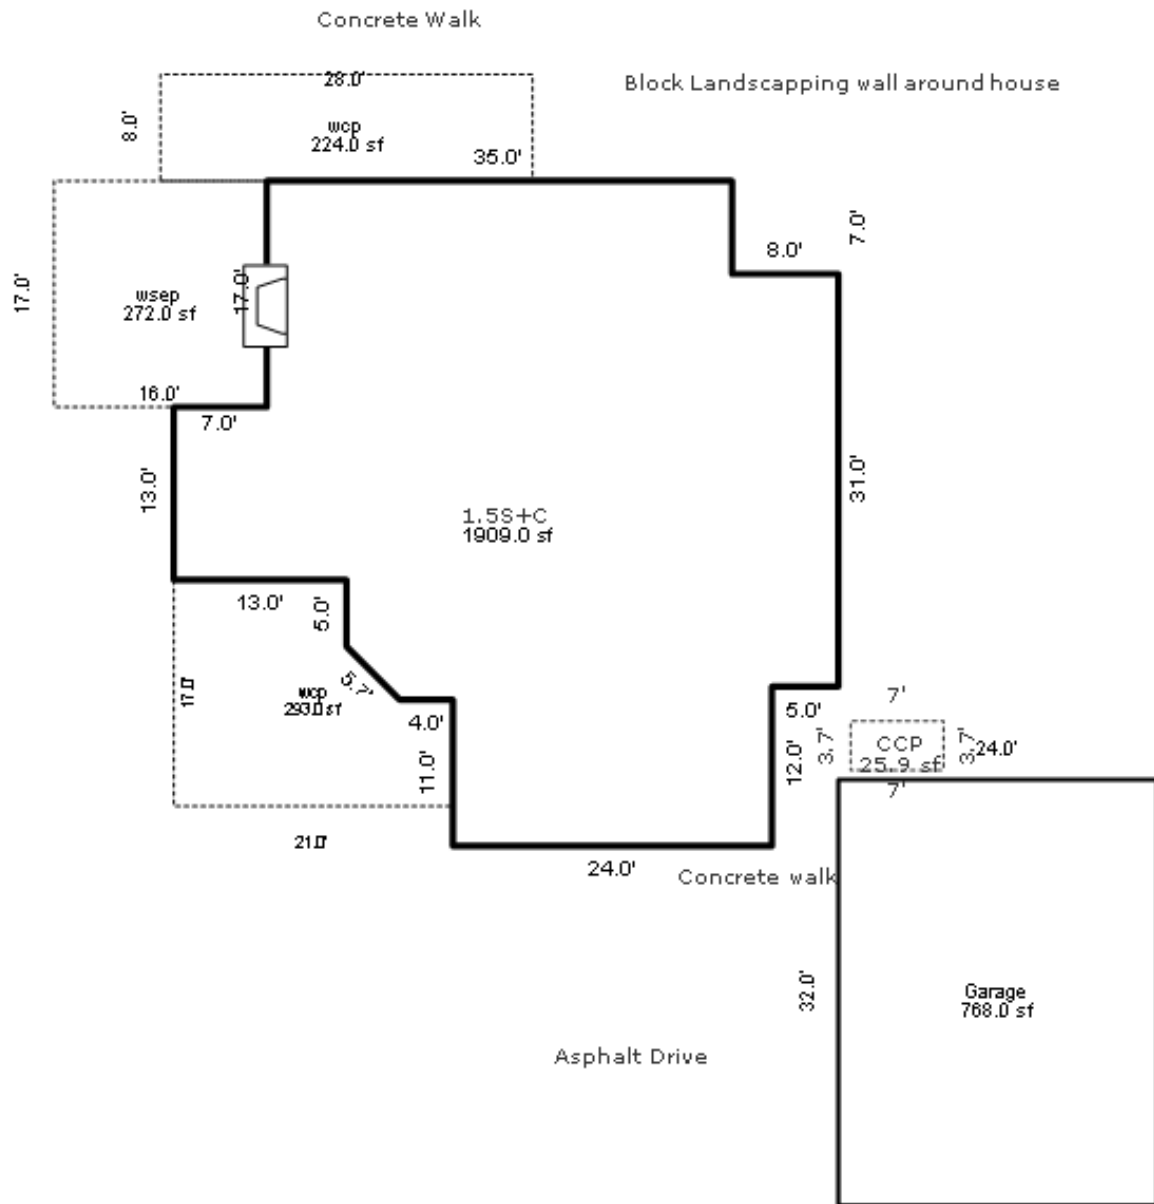 Concrete Walk
28.0'
Block Landscapping wall around house
8.0'
wcp
224.0 sf
35.0'
7.0'
8.0'
17.0'
wsep
272.0 sf
17.0'
16.0'
7.0'
13.0'
31.0'
1.5S+C
1909.0 sf
13.0'
5.0'
5.7'
17.0'
wcp
293.0 sf
4.0'
11.0'
5.0'
12.0'
7'
3.7'
CCP
25.9 sf
3.7'
24.0'
7'
21.0'
24.0'
Concrete walk
32.0'
Garage
768.0 sf
Asphalt Drive